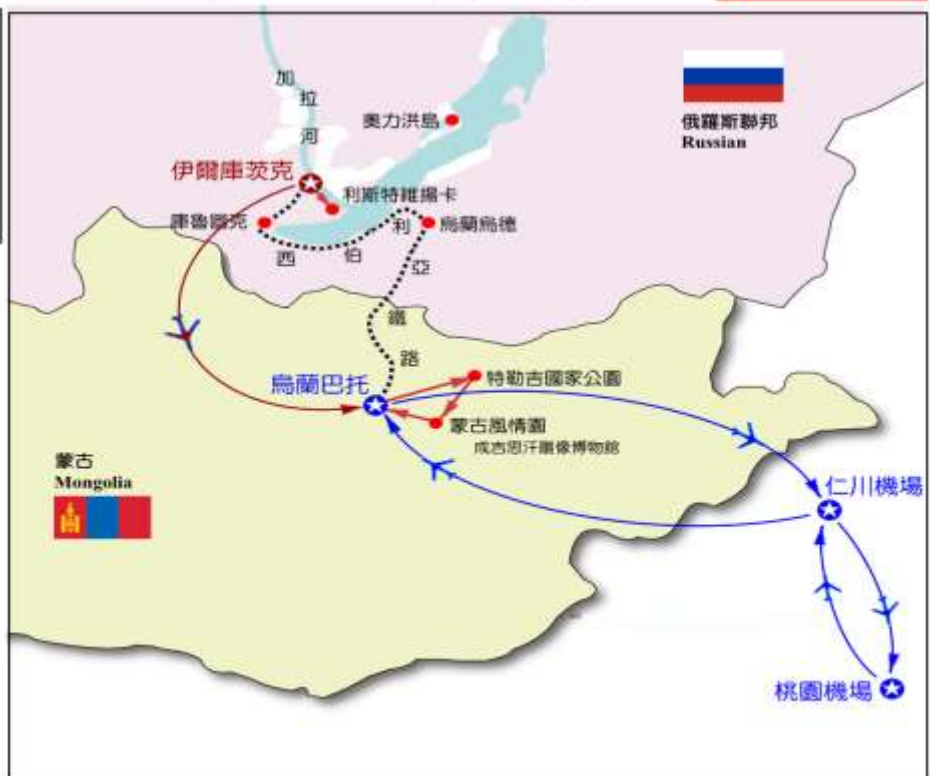 加拉河
奧力洪島
俄羅斯聯邦
Russian
伊爾庫茨克
利斯特維揚卡
庫魯圖克
烏蘭烏德
西伯利亞鐵路
烏蘭巴托
特勒吉國家公園
蒙古風情園
成吉思汗雕像博物館
蒙古
Mongolia
仁川機場
桃園機場